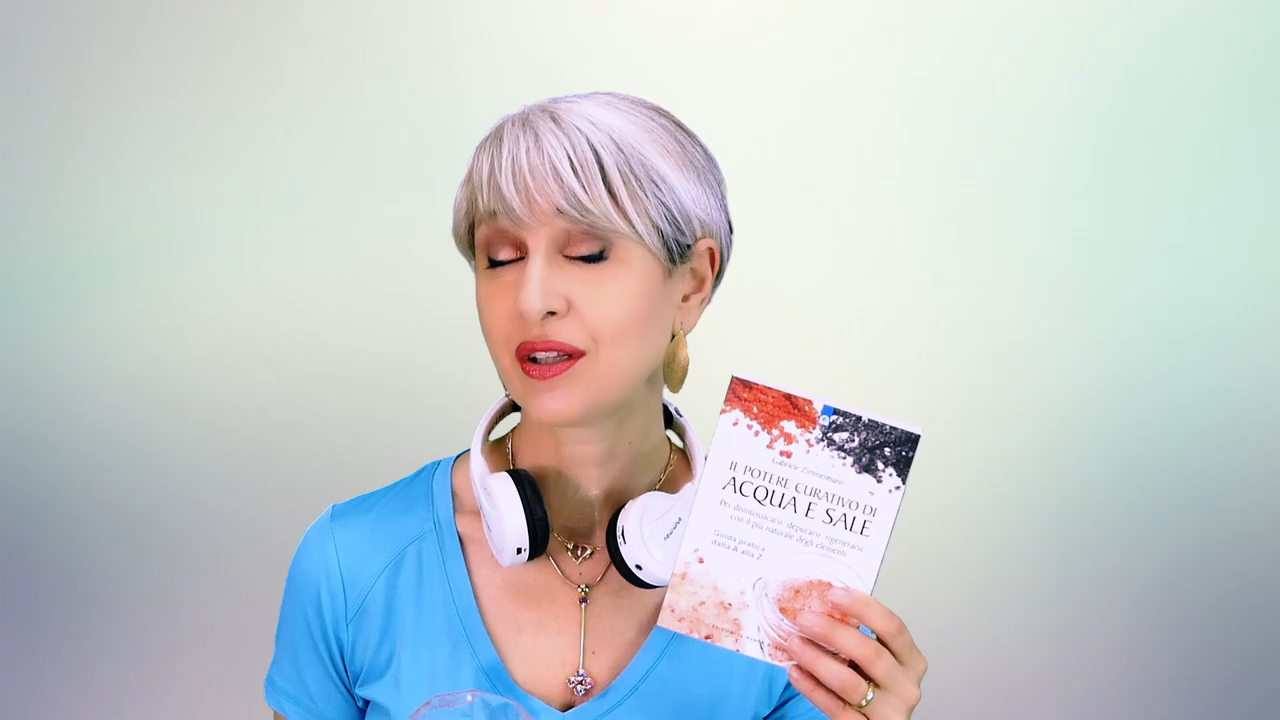 Gabriele Zimmermann
IL POTERE CURATIVO DI
ACQUA E SALE
Per disintossicarsi, depurarsi, rigenerarsi
con il più naturale degli elementi
Guida pratica
dalla A alla Z